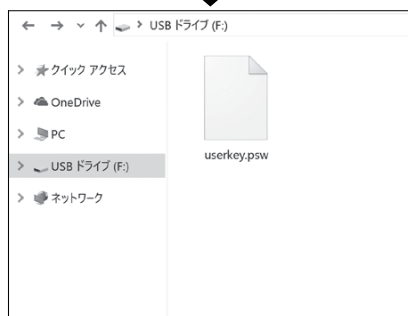 USB ドライブ (F:)
クイック アクセス
OneDrive
PC
USB ドライブ (F:)
ネットワーク
userkey.psw